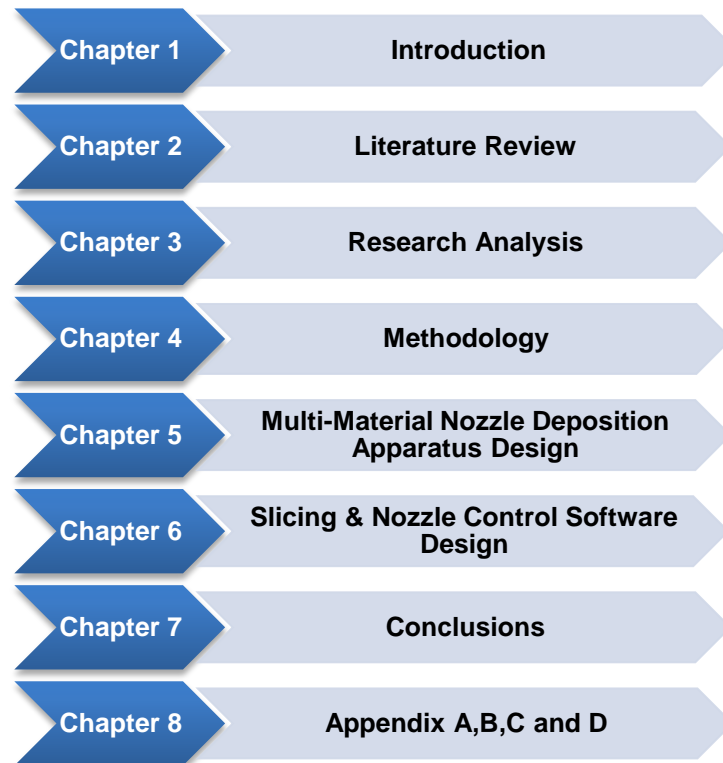 Chapter 1
Introduction
Chapter 2
Literature Review
Chapter 3
Research Analysis
Chapter 4
Methodology
Chapter 5
Multi-Material Nozzle Deposition
Apparatus Design
Chapter 6
Slicing & Nozzle Control Software
Design
Chapter 7
Conclusions
Chapter 8
Appendix A,B,C and D